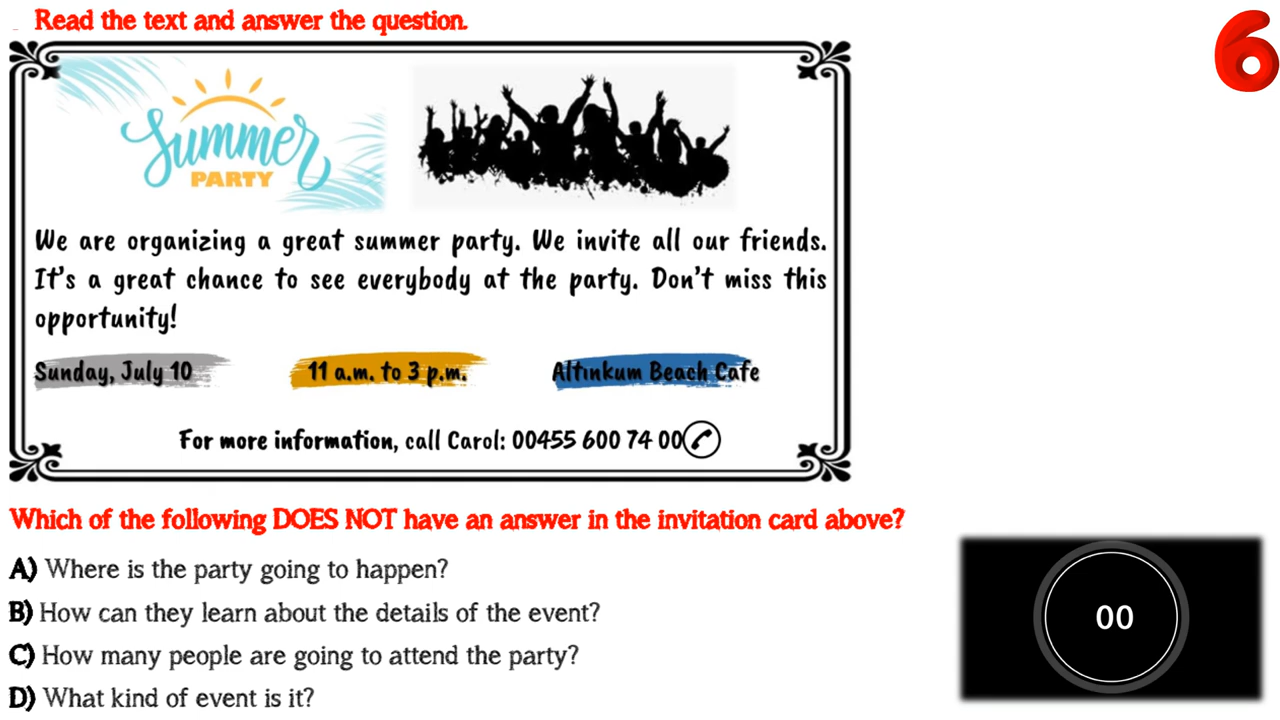 Read the text and answer the question.
6
Summer
PARTY
We are organizing a great summer party. We invite all our friends.
It's a great chance to see everybody at the party. Don't miss this
opportunity!
Sunday, July 10 11 a.m. to 3 p.m. Altınkum Beach Cafe
For more information, call Carol: 00455 600 74 00
Which of the following DOES NOT have an answer in the invitation card above?
A) Where is the party going to happen?
B) How can they learn about the details of the event?
C) How many people are going to attend the party?
D) What kind of event is it?
00